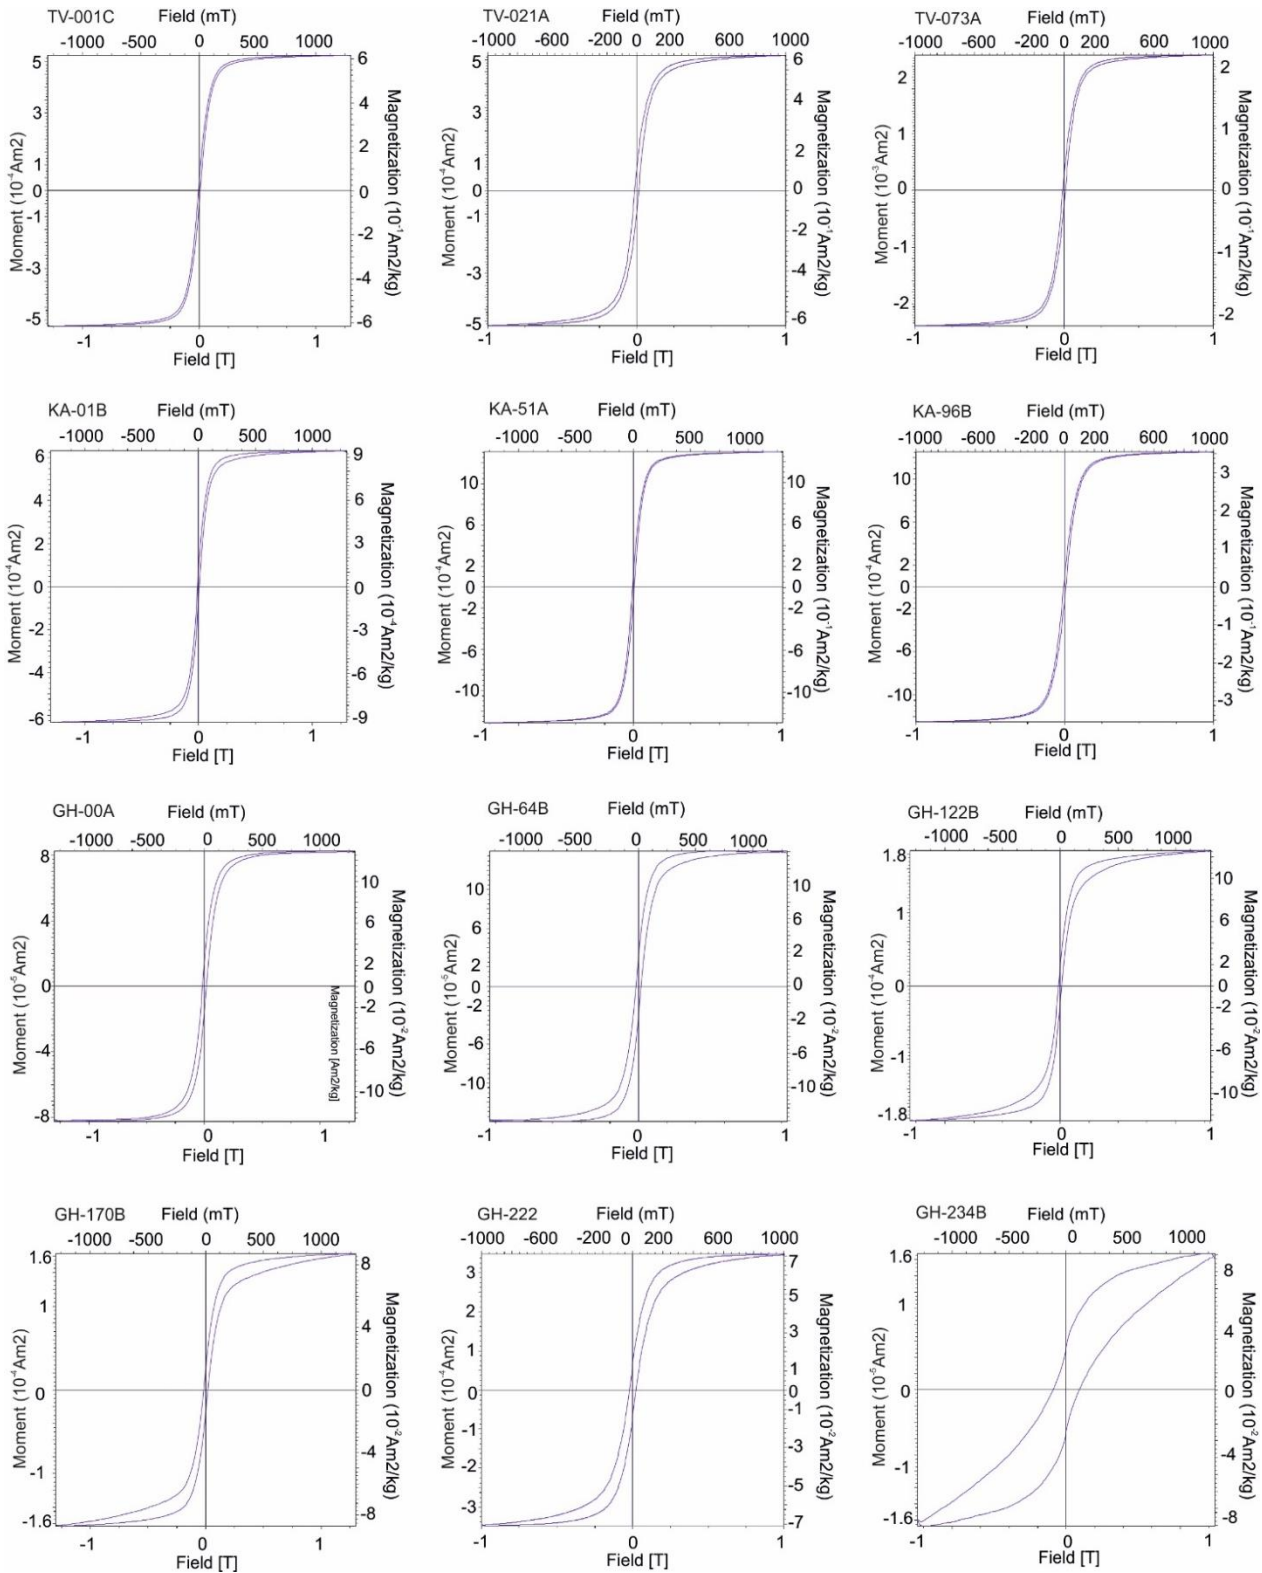 TV-001C Field (mT)
-1000 -500 0 500 1000
5 3 1 0 -1 -3 -5
Moment (10⁻⁴Am2)
6 4 2 0 -2 -4 -6
Magnetization (10⁻¹Am2/kg)
-1 0 1
Field [T]
TV-021A Field (mT)
-1000 -600 -200 0 200 600 1000
5 3 1 0 -1 -3 -5
Moment (10⁻⁴Am2)
6 4 2 0 -2 -4 -6
Magnetization (10⁻¹Am2/kg)
-1 0 1
Field [T]
TV-073A Field (mT)
-1000 -600 -200 0 200 600 1000
2 1 0 -1 -2
Moment (10⁻³Am2)
2 1 0 -1 -2
Magnetization (10⁻¹Am2/kg)
-1 0 1
Field [T]
KA-01B Field (mT)
-1000 -500 0 500 1000
6 4 2 0 -2 -4 -6
Moment (10⁻⁴Am2)
9 6 3 0 -3 -6 -9
Magnetization (10⁻⁴Am2/kg)
-1 0 1
Field [T]
KA-51A Field (mT)
-1000 -500 0 500 1000
10 6 2 0 -2 -6 -10
Moment (10⁻⁴Am2)
10 6 2 0 -2 -6 -10
Magnetization (10⁻¹Am2/kg)
-1 0 1
Field [T]
KA-96B Field (mT)
-1000 -600 -200 0 200 600 1000
10 6 2 0 -2 -6 -10
Moment (10⁻⁴Am2)
3 2 1 0 -1 -2 -3
Magnetization (10⁻¹Am2/kg)
-1 0 1
Field [T]
GH-00A Field (mT)
-1000 -500 0 500 1000
8 4 0 -4 -8
Moment (10⁻⁵Am2)
10 6 2 0 -2 -6 -10
Magnetization [Am2/kg]
Magnetization (10⁻²Am2/kg)
-1 0 1
Field [T]
GH-64B Field (mT)
-1000 -500 0 500 1000
10 6 2 0 -2 -6 -10
Moment (10⁻⁵Am2)
10 6 2 0 -2 -6 -10
Magnetization (10⁻²Am2/kg)
-1 0 1
Field [T]
GH-122B Field (mT)
-1000 -500 0 500 1000
1.8 1 0 -1 -1.8
Moment (10⁻⁴Am2)
10 6 2 0 -2 -6 -10
Magnetization (10⁻²Am2/kg)
-1 0 1
Field [T]
GH-170B Field (mT)
-1000 -500 0 500 1000
1.6 1 0 -1 -1.6
Moment (10⁻⁴Am2)
8 4 0 -4 -8
Magnetization (10⁻²Am2/kg)
0 1
Field [T]
GH-222 Field (mT)
-1000 -600 -200 0 200 600 1000
3 2 1 0 -1 -2 -3
Moment (10⁻⁴Am2)
7 5 3 1 0 -1 -3 -5 -7
Magnetization (10⁻²Am2/kg)
-1 0 1
Field [T]
GH-234B Field (mT)
-1000 -500 0 500 1000
1.6 1 0 -1 -1.6
Moment (10⁻⁵Am2)
8 4 0 -4 -8
Magnetization (10⁻²Am2/kg)
-1 0 1
Field [T]